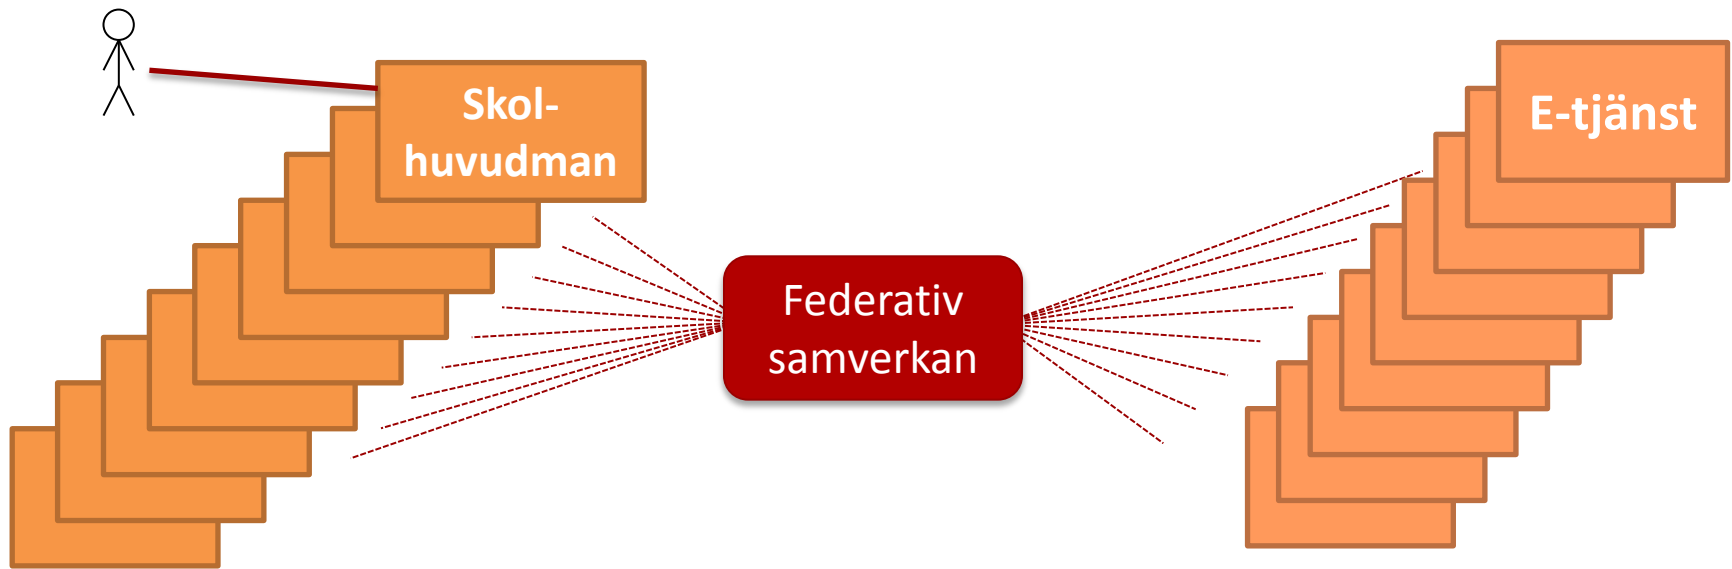 Skol-
huvudman
Federativ
samverkan
E-tjänst